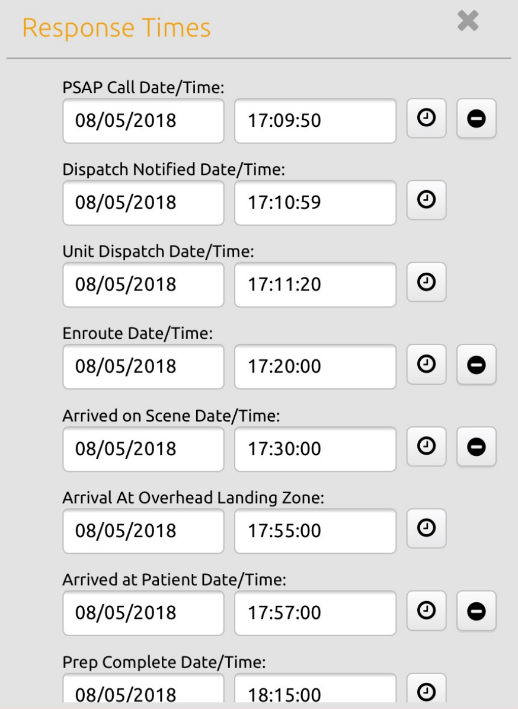 Response Times
PSAP Call Date/Time:
08/05/2018 17:09:50
Dispatch Notified Date/Time:
08/05/2018 17:10:59
Unit Dispatch Date/Time:
08/05/2018 17:11:20
Enroute Date/Time:
08/05/2018 17:20:00
Arrived on Scene Date/Time:
08/05/2018 17:30:00
Arrival At Overhead Landing Zone:
08/05/2018 17:55:00
Arrived at Patient Date/Time:
08/05/2018 17:57:00
Prep Complete Date/Time:
08/05/2018 18:15:00